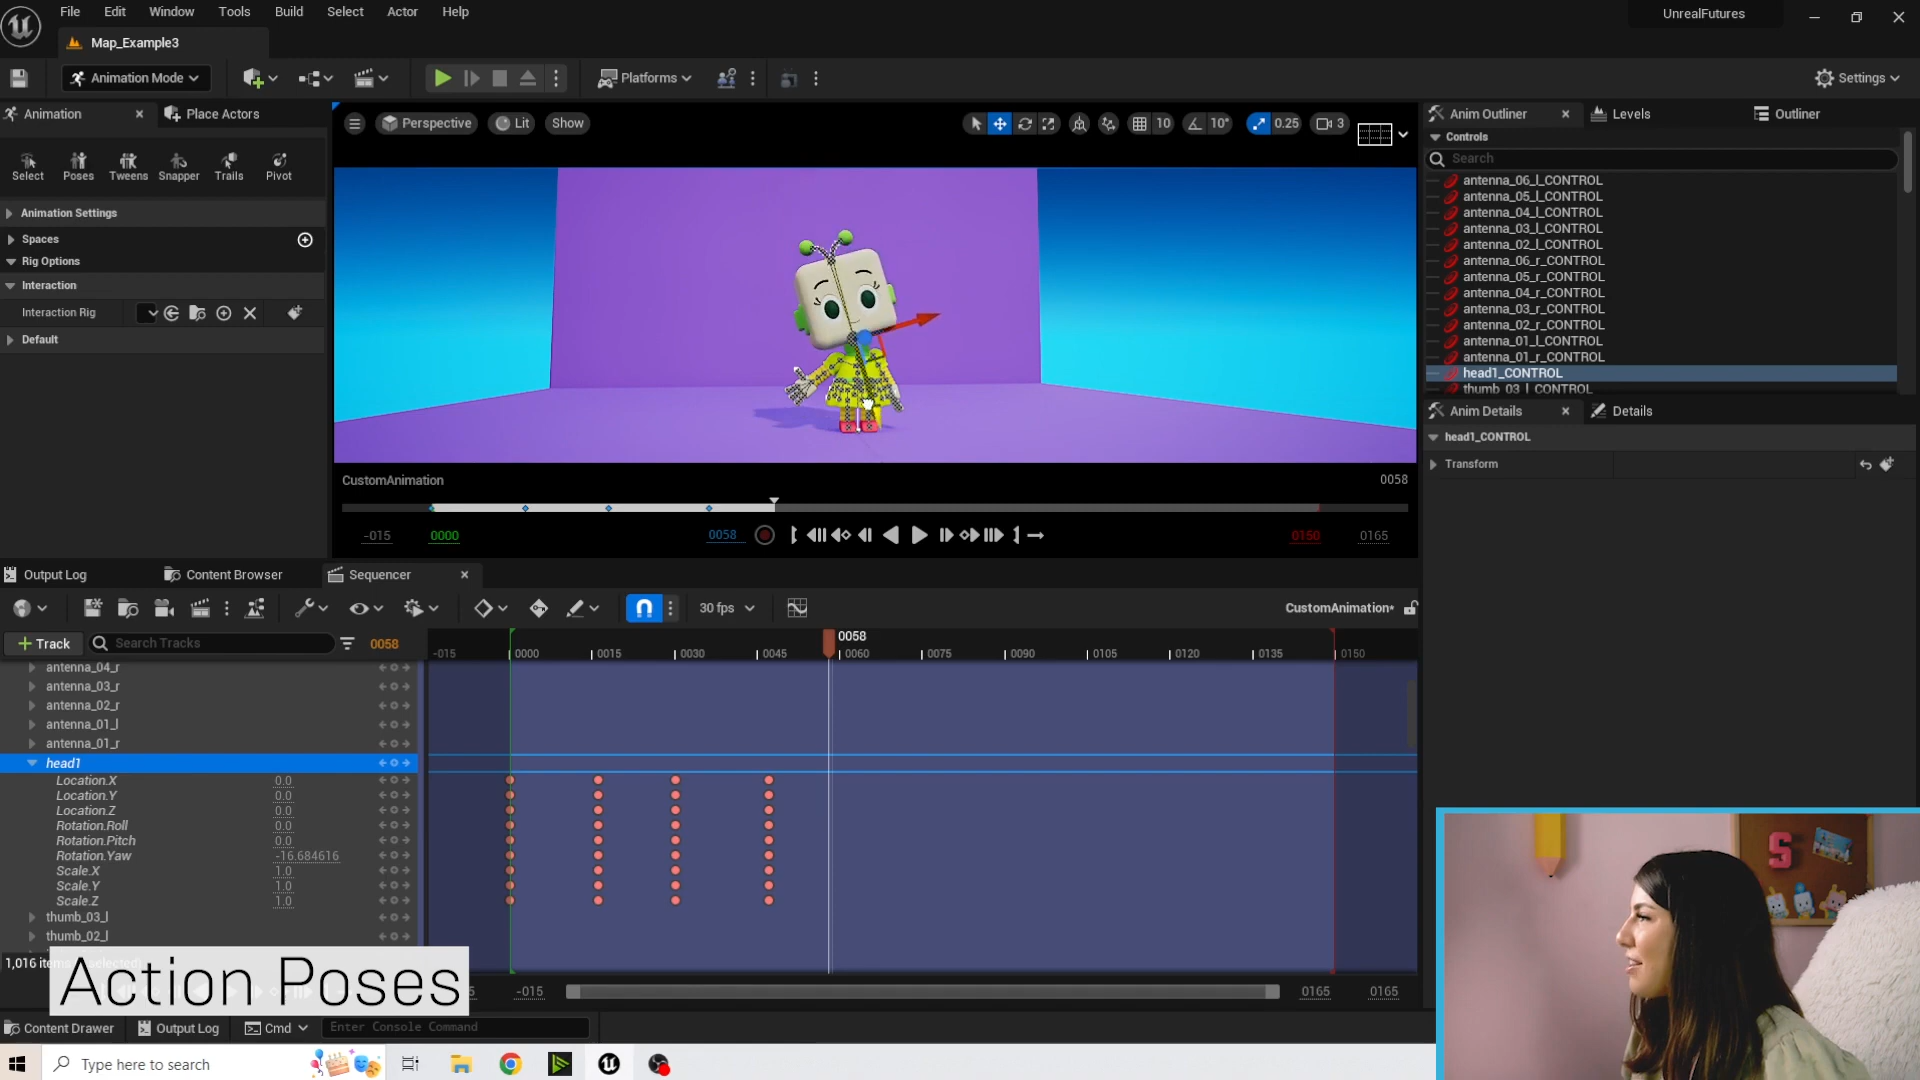 File Edit Window Tools Build Select Actor Help
UnrealFutures
Map_Example3
Animation Mode
Platforms
Settings
Animation
Place Actors
Perspective
Lit
Show
10
10°
0.25
3
Anim Outliner
Levels
Outliner
Controls
Search
Select
Poses
Tweens
Snapper
Trails
Pivot
Animation Settings
Spaces
Rig Options
Interaction
Interaction Rig
Default
antenna_06_l_CONTROL
antenna_05_l_CONTROL
antenna_04_l_CONTROL
antenna_03_l_CONTROL
antenna_02_l_CONTROL
antenna_06_r_CONTROL
antenna_05_r_CONTROL
antenna_04_r_CONTROL
antenna_03_r_CONTROL
antenna_02_r_CONTROL
antenna_01_l_CONTROL
antenna_01_r_CONTROL
head1_CONTROL
thumb_03_l_CONTROL
Anim Details
Details
head1_CONTROL
Transform
CustomAnimation
0058
-015
0000
0058
0150
0165
Output Log
Content Browser
Sequencer
30 fps
CustomAnimation*
Track
Search Tracks
0058
0058
-015 0000 0015 0030 0045 0060 0075 0090 0105 0120 0135 0150
antenna_04_r
antenna_03_r
antenna_02_r
antenna_01_l
antenna_01_r
head1
Location.X 0.0
Location.Y 0.0
Location.Z 0.0
Rotation.Roll 0.0
Rotation.Pitch 0.0
Rotation.Yaw -16.684616
Scale.X 1.0
Scale.Y 1.0
Scale.Z 1.0
thumb_03_l
thumb_02_l
1,016
Action Poses
-015
0165
0165
Content Drawer
Output Log
Cmd
Enter Console Command
Type here to search
S